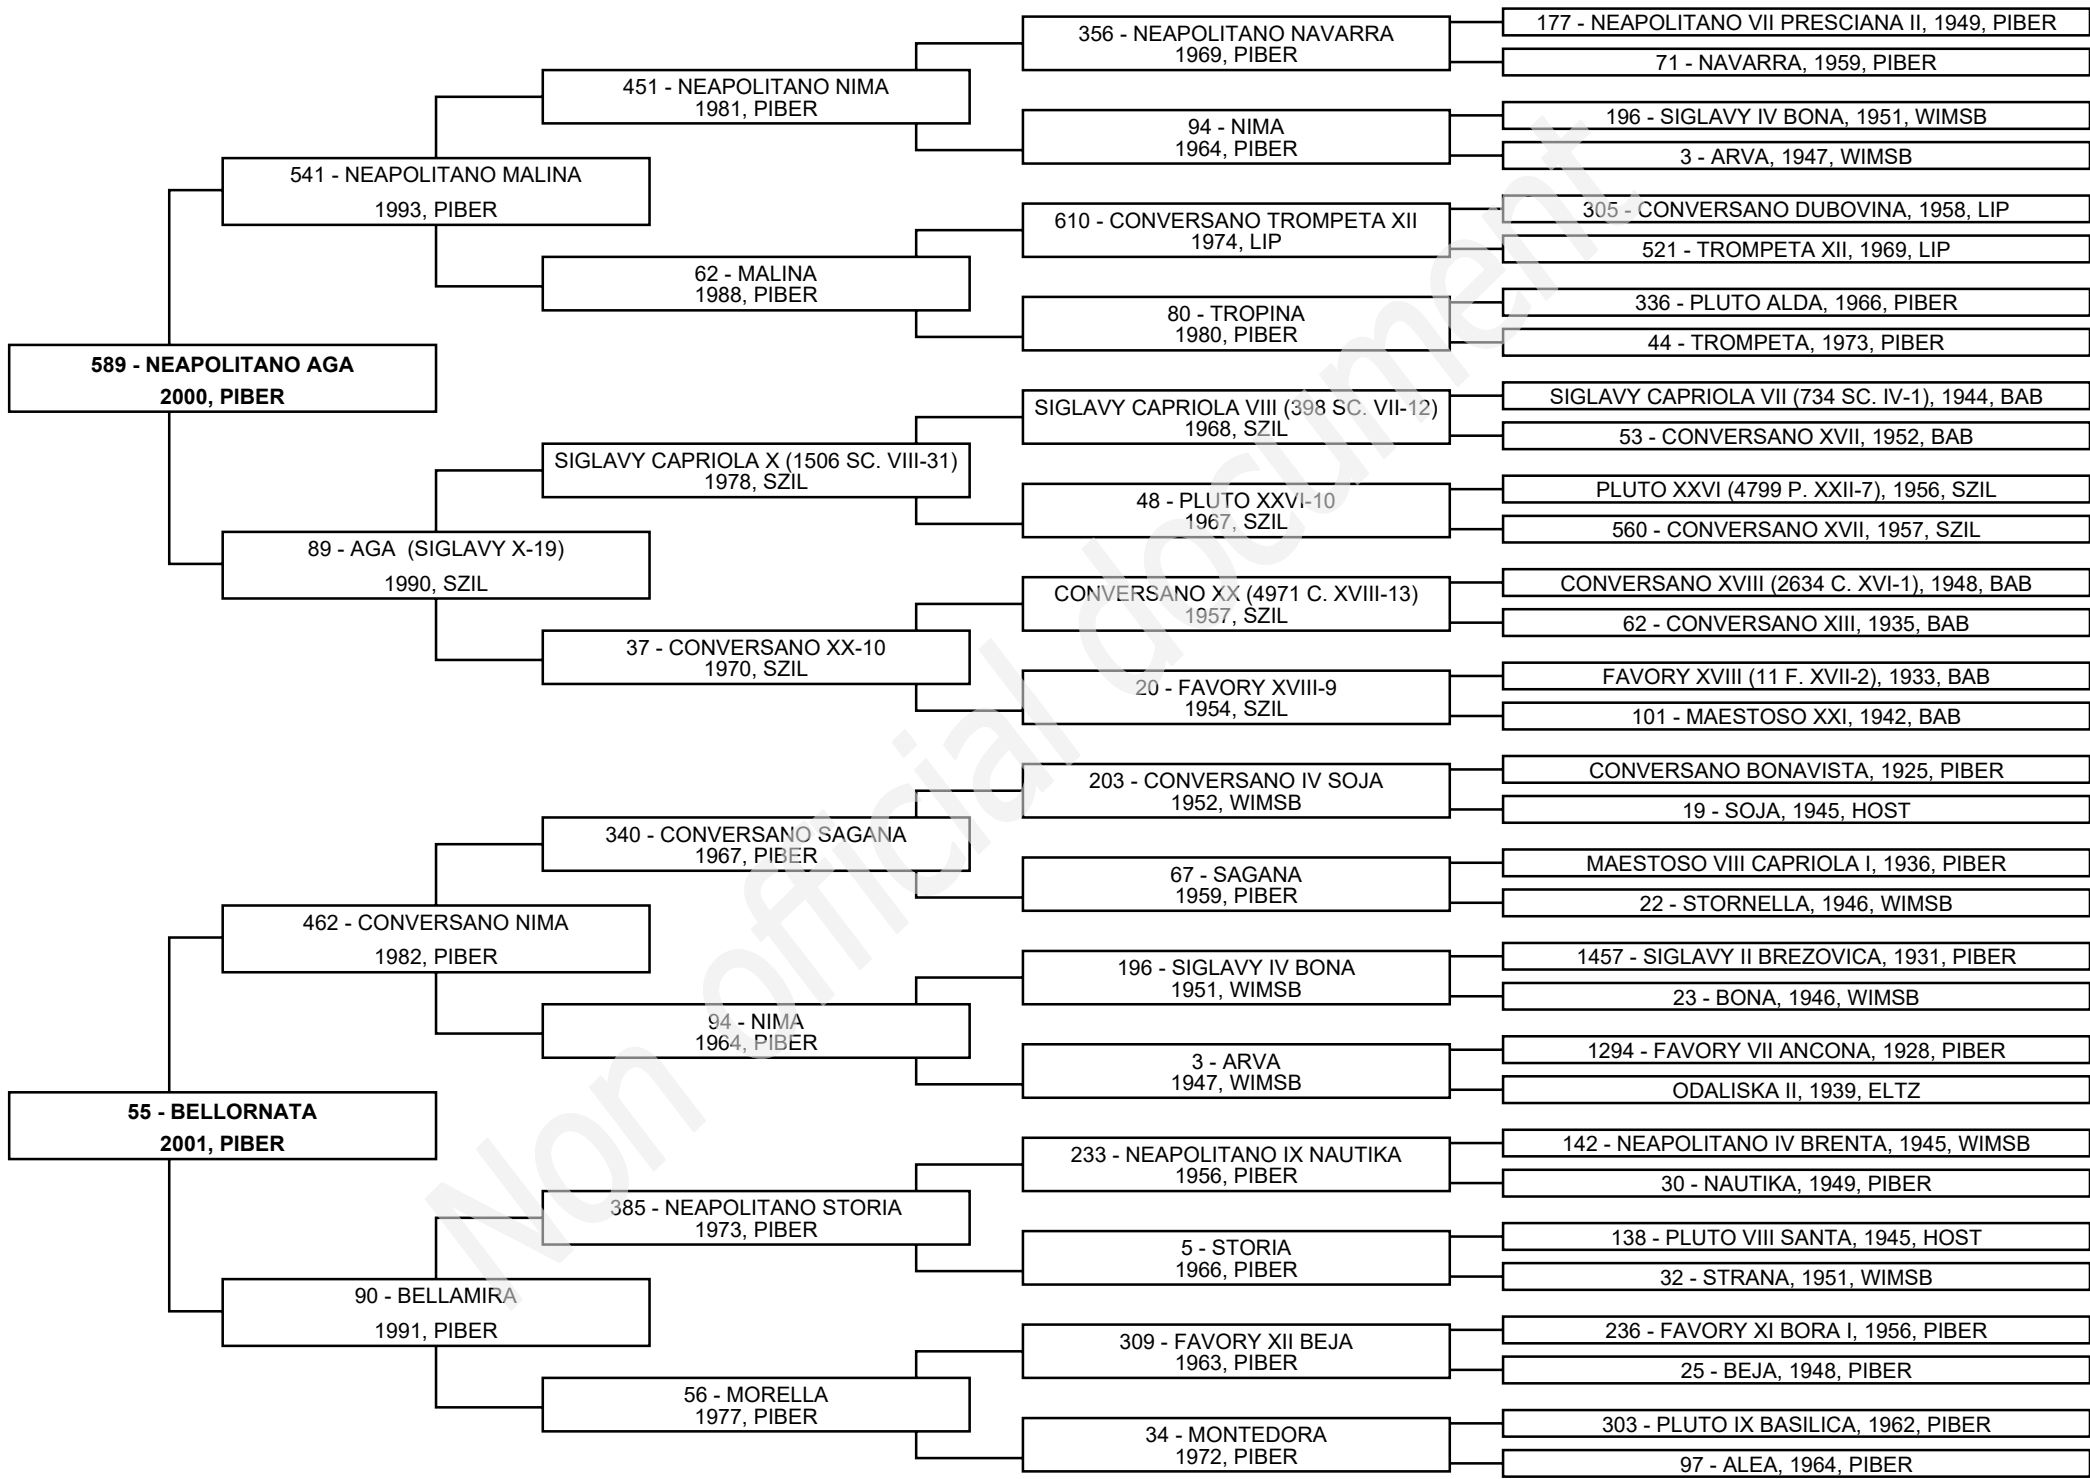 589 - NEAPOLITANO AGA
2000, PIBER
55 - BELLORNATA
2001, PIBER
541 - NEAPOLITANO MALINA
1993, PIBER
89 - AGA  (SIGLAVY X-19)
1990, SZIL
462 - CONVERSANO NIMA
1982, PIBER
90 - BELLAMIRA
1991, PIBER
451 - NEAPOLITANO NIMA
1981, PIBER
62 - MALINA
1988, PIBER
SIGLAVY CAPRIOLA X (1506 SC. VIII-31)
1978, SZIL
37 - CONVERSANO XX-10
1970, SZIL
340 - CONVERSANO SAGANA
1967, PIBER
94 - NIMA
1964, PIBER
385 - NEAPOLITANO STORIA
1973, PIBER
56 - MORELLA
1977, PIBER
356 - NEAPOLITANO NAVARRA
1969, PIBER
94 - NIMA
1964, PIBER
610 - CONVERSANO TROMPETA XII
1974, LIP
80 - TROPINA
1980, PIBER
SIGLAVY CAPRIOLA VIII (398 SC. VII-12)
1968, SZIL
48 - PLUTO XXVI-10
1967, SZIL
CONVERSANO XX (4971 C. XVIII-13)
1957, SZIL
20 - FAVORY XVIII-9
1954, SZIL
203 - CONVERSANO IV SOJA
1952, WIMSB
67 - SAGANA
1959, PIBER
196 - SIGLAVY IV BONA
1951, WIMSB
3 - ARVA
1947, WIMSB
233 - NEAPOLITANO IX NAUTIKA
1956, PIBER
5 - STORIA
1966, PIBER
309 - FAVORY XII BEJA
1963, PIBER
34 - MONTEDORA
1972, PIBER
177 - NEAPOLITANO VII PRESCIANA II, 1949, PIBER
71 - NAVARRA, 1959, PIBER
196 - SIGLAVY IV BONA, 1951, WIMSB
3 - ARVA, 1947, WIMSB
305 - CONVERSANO DUBOVINA, 1958, LIP
521 - TROMPETA XII, 1969, LIP
336 - PLUTO ALDA, 1966, PIBER
44 - TROMPETA, 1973, PIBER
SIGLAVY CAPRIOLA VII (734 SC. IV-1), 1944, BAB
53 - CONVERSANO XVII, 1952, BAB
PLUTO XXVI (4799 P. XXII-7), 1956, SZIL
560 - CONVERSANO XVII, 1957, SZIL
CONVERSANO XVIII (2634 C. XVI-1), 1948, BAB
62 - CONVERSANO XIII, 1935, BAB
FAVORY XVIII (11 F. XVII-2), 1933, BAB
101 - MAESTOSO XXI, 1942, BAB
CONVERSANO BONAVISTA, 1925, PIBER
19 - SOJA, 1945, HOST
MAESTOSO VIII CAPRIOLA I, 1936, PIBER
22 - STORNELLA, 1946, WIMSB
1457 - SIGLAVY II BREZOVICA, 1931, PIBER
23 - BONA, 1946, WIMSB
1294 - FAVORY VII ANCONA, 1928, PIBER
ODALISKA II, 1939, ELTZ
142 - NEAPOLITANO IV BRENTA, 1945, WIMSB
30 - NAUTIKA, 1949, PIBER
138 - PLUTO VIII SANTA, 1945, HOST
32 - STRANA, 1951, WIMSB
236 - FAVORY XI BORA I, 1956, PIBER
25 - BEJA, 1948, PIBER
303 - PLUTO IX BASILICA, 1962, PIBER
97 - ALEA, 1964, PIBER
Non official document